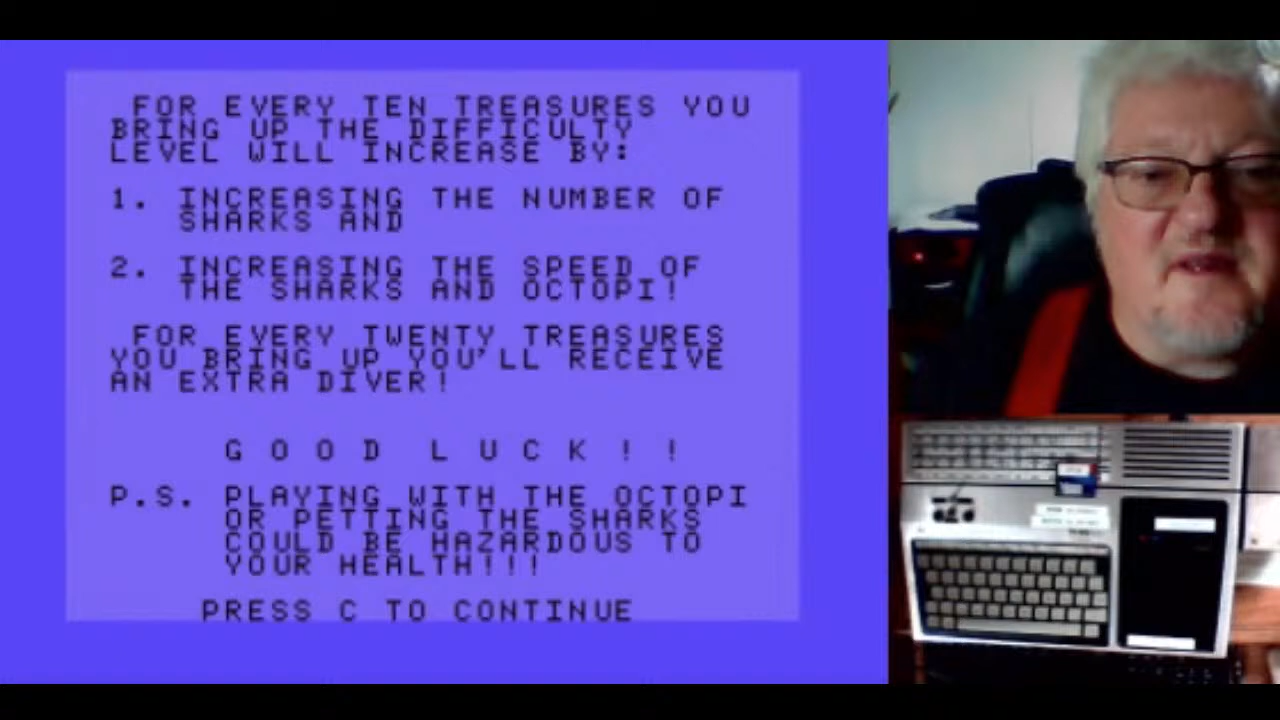 FOR EVERY TEN TREASURES YOU
BRING UP THE DIFFICULTY
LEVEL WILL INCREASE BY:
1. INCREASING THE NUMBER OF
SHARKS AND
2. INCREASING THE SPEED OF
THE SHARKS AND OCTOPI!
FOR EVERY TWENTY TREASURES
YOU BRING UP YOU'LL RECEIVE
AN EXTRA DIVER!
G O O D L U C K ! !
P.S. PLAYING WITH THE OCTOPI
OR PETTING THE SHARKS
COULD BE HAZARDOUS TO
YOUR HEALTH!!!
PRESS C TO CONTINUE